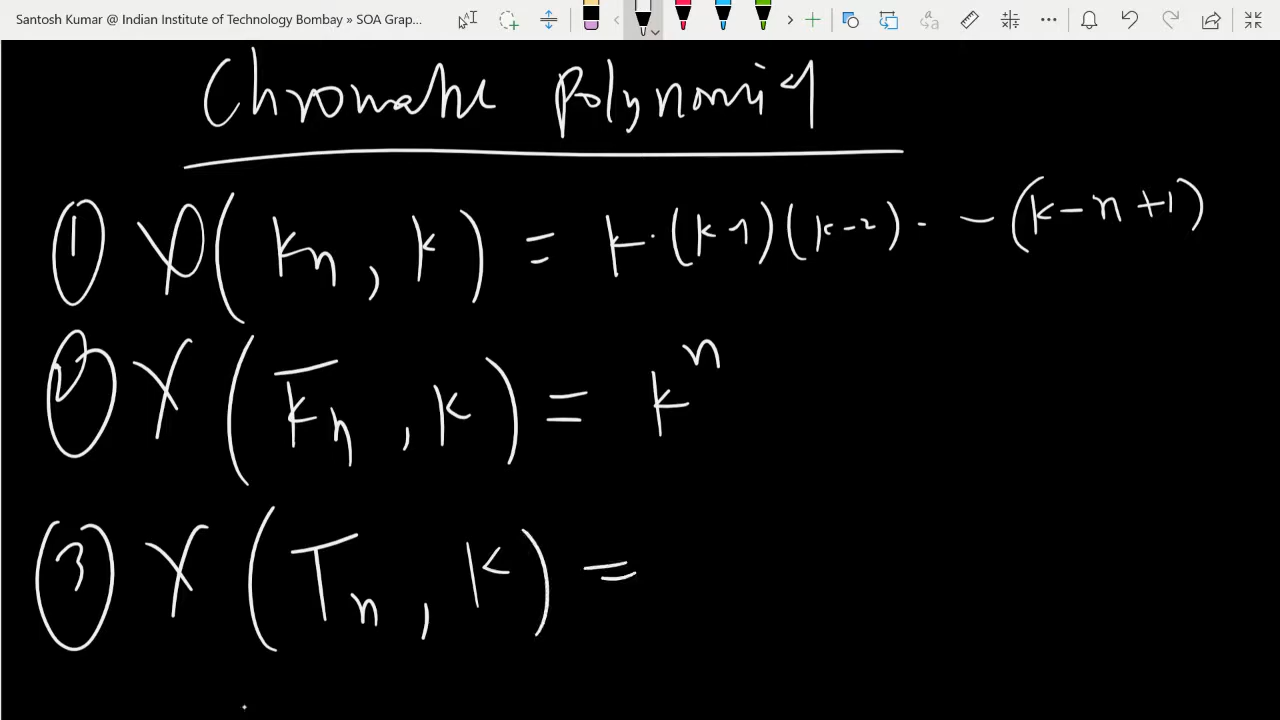 Santosh Kumar @ Indian Institute of Technology Bombay » SOA Grap...
Chromatic Polynomial
① χ(Kn, k) = k·(k-1)(k-2)· - (k-n+1)
② χ(K̅n, k) = k^n
③ χ(Tn, k) =